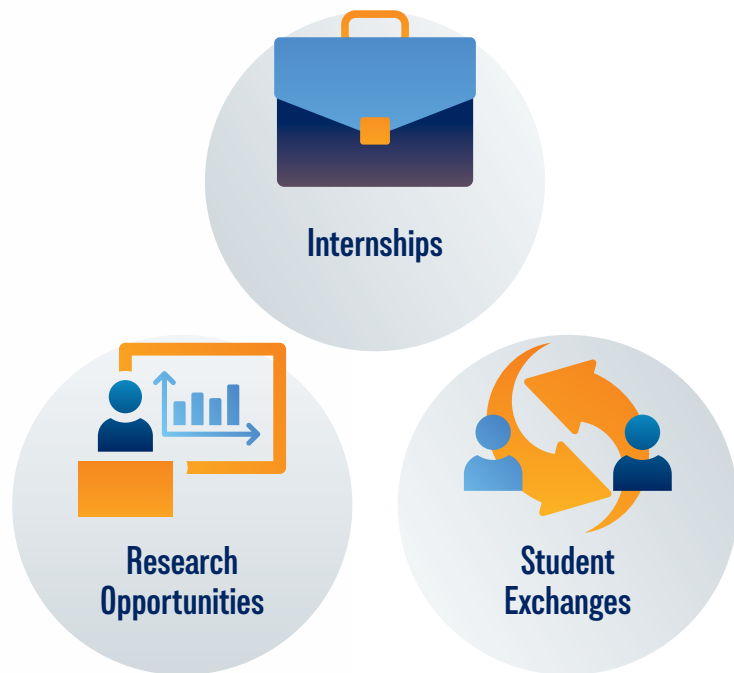 Internships
Research
Opportunities
Student
Exchanges